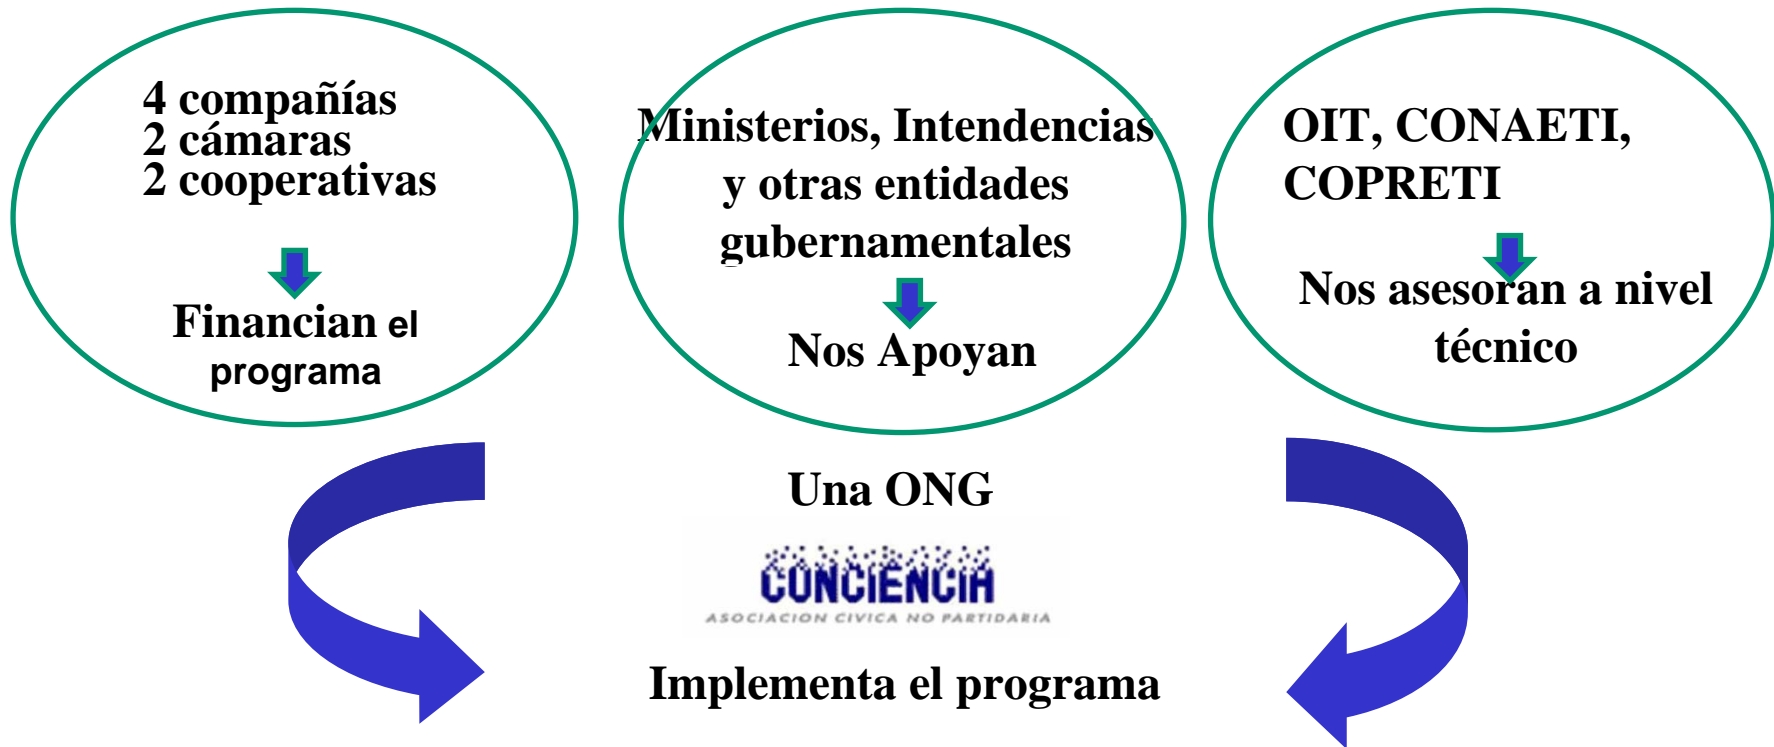 4 compañías
2 cámaras
2 cooperativas
Financian el
programa
Ministerios, Intendencias
y otras entidades
gubernamentales
Nos Apoyan
OIT, CONAETI,
COPRETI
Nos asesoran a nivel
técnico
Una ONG
CONCIENCIA
ASOCIACION CIVICA NO PARTIDARIA
Implementa el programa